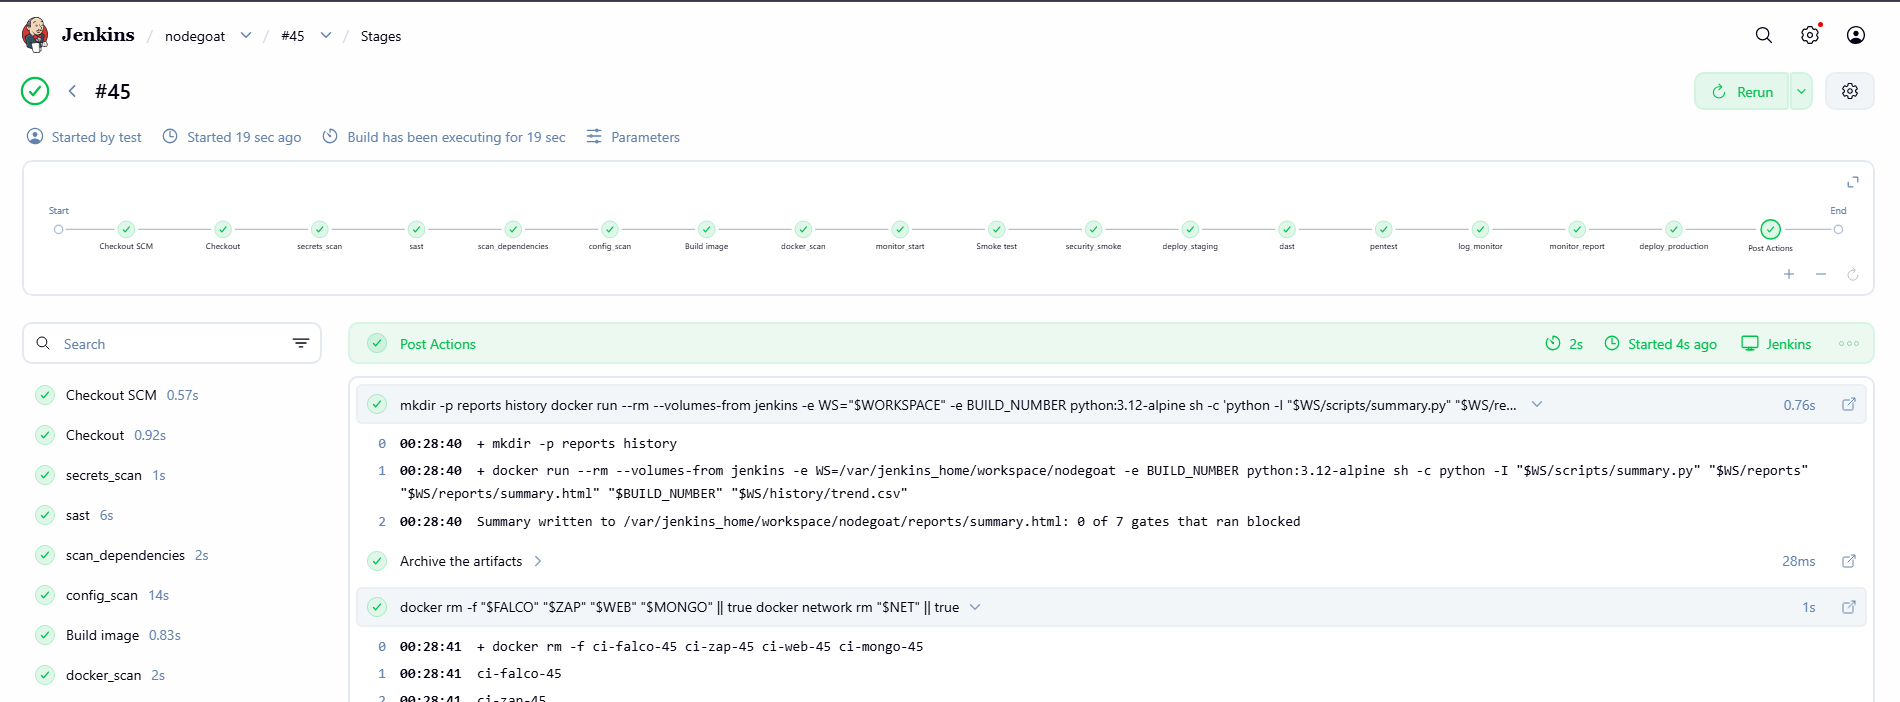 Jenkins / nodegoat / #45 / Stages
#45
Rerun
Started by test Started 19 sec ago Build has been executing for 19 sec Parameters
Start End
Checkout SCM Checkout secrets_scan sast scan_dependencies config_scan Build image docker_scan monitor_start Smoke test security_smoke deploy_staging dast pentest log_monitor monitor_report deploy_production Post Actions
Search
Checkout SCM 0.57s
Checkout 0.92s
secrets_scan 1s
sast 6s
scan_dependencies 2s
config_scan 14s
Build image 0.83s
docker_scan 2s
Post Actions 2s Started 4s ago Jenkins
mkdir -p reports history docker run --rm --volumes-from jenkins -e WS="$WORKSPACE" -e BUILD_NUMBER python:3.12-alpine sh -c 'python -I "$WS/scripts/summary.py" "$WS/re... 0.76s
0 00:28:40 + mkdir -p reports history
1 00:28:40 + docker run --rm --volumes-from jenkins -e WS=/var/jenkins_home/workspace/nodegoat -e BUILD_NUMBER python:3.12-alpine sh -c python -I "$WS/scripts/summary.py" "$WS/reports"
"$WS/reports/summary.html" "$BUILD_NUMBER" "$WS/history/trend.csv"
2 00:28:40 Summary written to /var/jenkins_home/workspace/nodegoat/reports/summary.html: 0 of 7 gates that ran blocked
Archive the artifacts 28ms
docker rm -f "$FALCO" "$ZAP" "$WEB" "$MONGO" || true docker network rm "$NET" || true 1s
0 00:28:41 + docker rm -f ci-falco-45 ci-zap-45 ci-web-45 ci-mongo-45
1 00:28:41 ci-falco-45
2 00:28:41 ci-zap-45